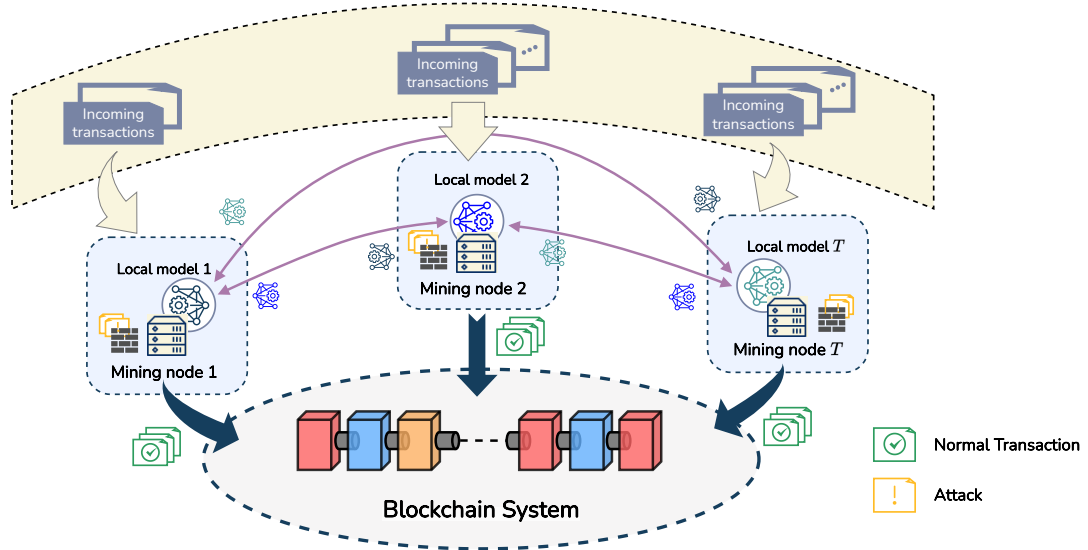 Incoming
transactions
Incoming
transactions
Incoming
transactions
Local model 2
Mining node 2
Local model 1
Mining node 1
Local model T
Mining node T
Blockchain System
Normal Transaction
Attack